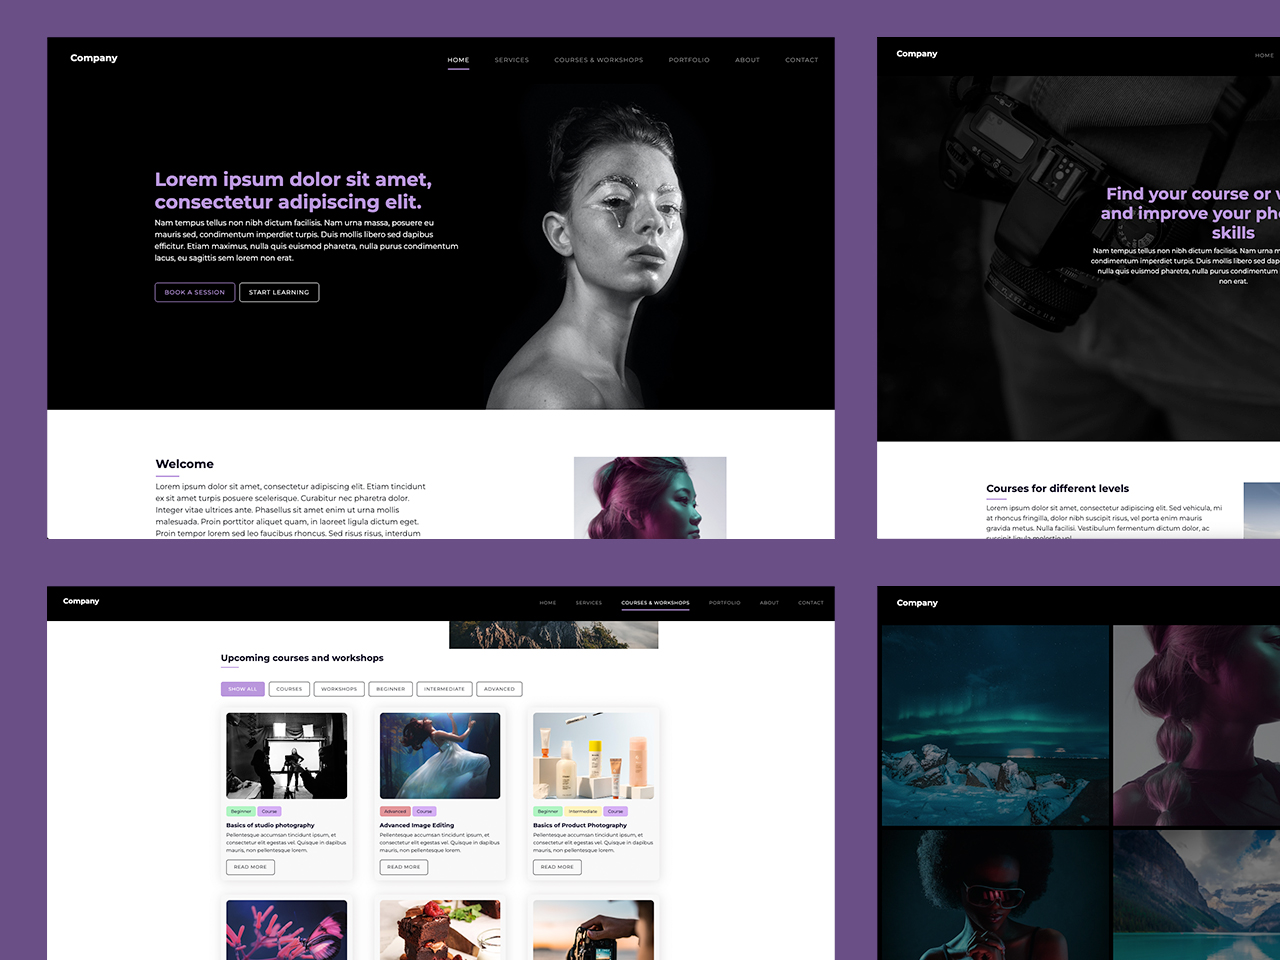 Company
HOME SERVICES COURSES & WORKSHOPS PORTFOLIO ABOUT CONTACT
Lorem ipsum dolor sit amet,
consectetur adipiscing elit.
Nam tempus tellus non nibh dictum facilisis. Nam urna massa, posuere eu
mauris sed, condimentum imperdiet turpis. Duis mollis libero sed dapibus
efficitur. Etiam maximus, nulla quis euismod pharetra, nulla purus condimentum
lacus, eu sagittis sem lorem non erat.
BOOK A SESSION START LEARNING
Welcome
Lorem ipsum dolor sit amet, consectetur adipiscing elit. Etiam tincidunt
ex sit amet turpis posuere scelerisque. Curabitur nec pharetra dolor.
Integer vitae ultrices ante. Phasellus sit amet enim ut urna mollis
malesuada. Proin porttitor aliquet quam, in laoreet ligula dictum eget.
Proin tempor lorem sed leo faucibus rhoncus. Sed risus risus, interdum
Company
HOME
Find your course or
and improve your pho
skills
Nam tempus tellus non nibh dictum facilisis. Nam urna m
condimentum imperdiet turpis. Duis mollis libero sed dap
nulla quis euismod pharetra, nulla purus condimentum
non erat.
Courses for different levels
Lorem ipsum dolor sit amet, consectetur adipiscing elit. Sed vehicula, mi
at rhoncus fringilla, dolor nibh suscipit risus, vel porta enim mauris
gravida metus. Nulla facilisi. Vestibulum fermentum dictum dolor, ac
suscipit ligula molestie vel.
Company
HOME SERVICES COURSES & WORKSHOPS PORTFOLIO ABOUT CONTACT
Upcoming courses and workshops
SHOW ALL COURSES WORKSHOPS BEGINNER INTERMEDIATE ADVANCED
Beginner Course
Basics of studio photography
Pellentesque accumsan tincidunt ipsum, et
consectetur elit egestas vel. Quisque in dapibus
mauris, non pellentesque lorem.
READ MORE
Advanced Course
Advanced Image Editing
Pellentesque accumsan tincidunt ipsum, et
consectetur elit egestas vel. Quisque in dapibus
mauris, non pellentesque lorem.
READ MORE
Beginner Intermediate Course
Basics of Product Photography
Pellentesque accumsan tincidunt ipsum, et
consectetur elit egestas vel. Quisque in dapibus
mauris, non pellentesque lorem.
READ MORE
Company